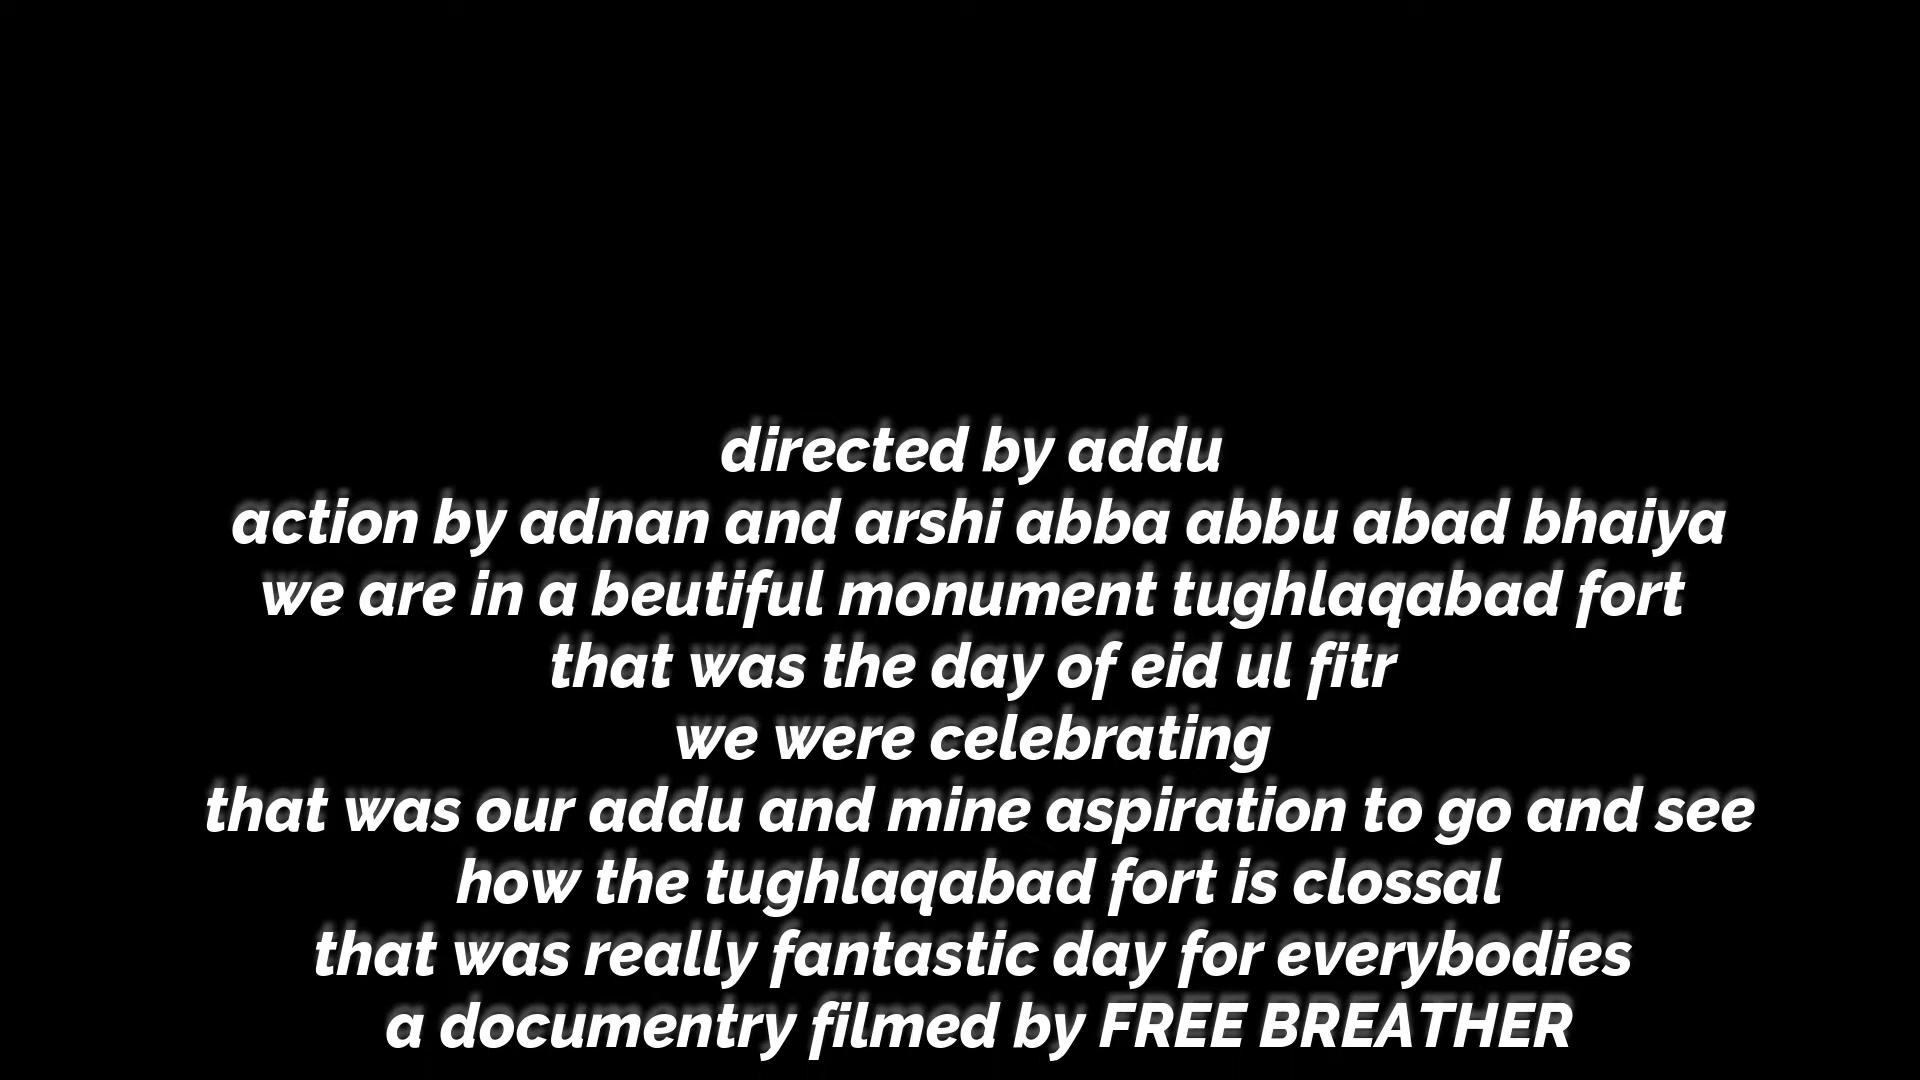 directed by addu
action by adnan and arshi abba abbu abad bhaiya
we are in a beutiful monument tughlaqabad fort
that was the day of eid ul fitr
we were celebrating
that was our addu and mine aspiration to go and see
how the tughlaqabad fort is clossal
that was really fantastic day for everybodies
a documentry filmed by FREE BREATHER